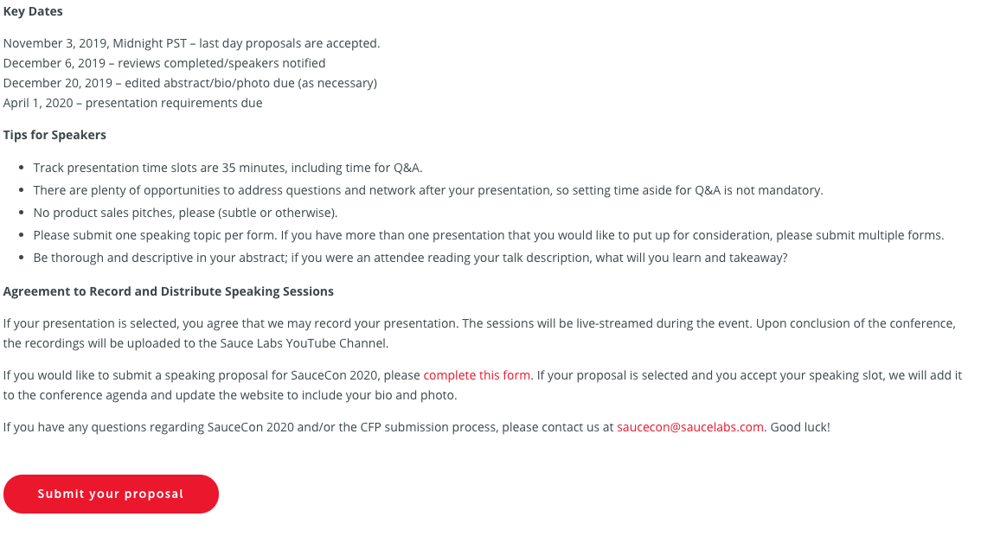 Key Dates
November 3, 2019, Midnight PST – last day proposals are accepted.
December 6, 2019 – reviews completed/speakers notified
December 20, 2019 – edited abstract/bio/photo due (as necessary)
April 1, 2020 – presentation requirements due
Tips for Speakers
• Track presentation time slots are 35 minutes, including time for Q&A.
• There are plenty of opportunities to address questions and network after your presentation, so setting time aside for Q&A is not mandatory.
• No product sales pitches, please (subtle or otherwise).
• Please submit one speaking topic per form. If you have more than one presentation that you would like to put up for consideration, please submit multiple forms.
• Be thorough and descriptive in your abstract; if you were an attendee reading your talk description, what will you learn and takeaway?
Agreement to Record and Distribute Speaking Sessions
If your presentation is selected, you agree that we may record your presentation. The sessions will be live-streamed during the event. Upon conclusion of the conference,
the recordings will be uploaded to the Sauce Labs YouTube Channel.
If you would like to submit a speaking proposal for SauceCon 2020, please complete this form. If your proposal is selected and you accept your speaking slot, we will add it
to the conference agenda and update the website to include your bio and photo.
If you have any questions regarding SauceCon 2020 and/or the CFP submission process, please contact us at saucecon@saucelabs.com. Good luck!
Submit your proposal